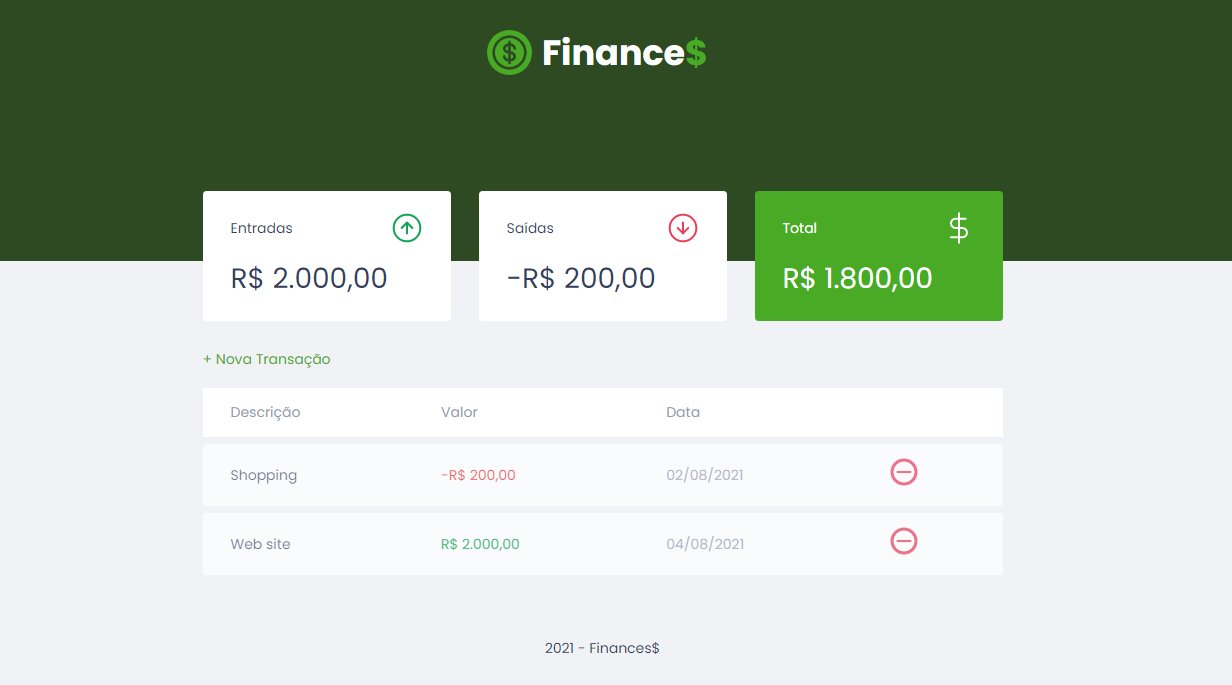 Finance$
Entradas
R$ 2.000,00
Saídas
-R$ 200,00
Total
R$ 1.800,00
+ Nova Transação
Descrição Valor Data
Shopping -R$ 200,00 02/08/2021
Web site R$ 2.000,00 04/08/2021
2021 - Finances$